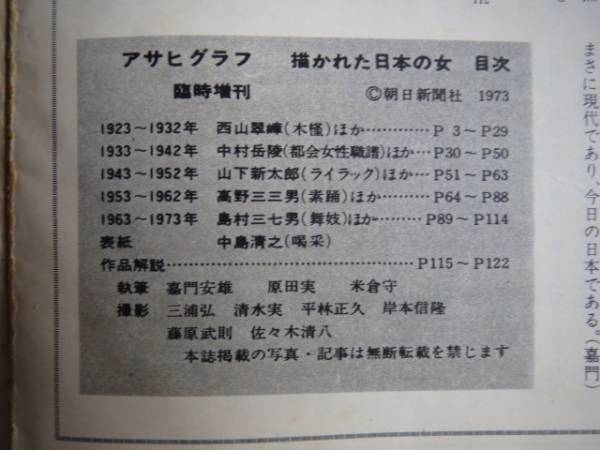 アサヒグラフ 描かれた日本の女 目次
臨時増刊 ©朝日新聞社 1973
1923～1932年 西山翠嶂(木槿)ほか…………P 3～P29
1933～1942年 中村岳陵(都会女性職譜)ほか…P30～P50
1943～1952年 山下新太郎(ライラック)ほか…P51～P63
1953～1962年 高野三三男(素踊)ほか………P64～P88
1963～1973年 島村三七男(舞妓)ほか………P89～P114
表紙 中島清之(喝采)
作品解説……………………………………P115～P122
執筆 嘉門安雄 原田実 米倉守
撮影 三浦弘 清水実 平林正久 岸本信隆
藤原武則 佐々木清八
本誌掲載の写真・記事は無断転載を禁じます
まさに現代であり、今日の日本である。(嘉門)